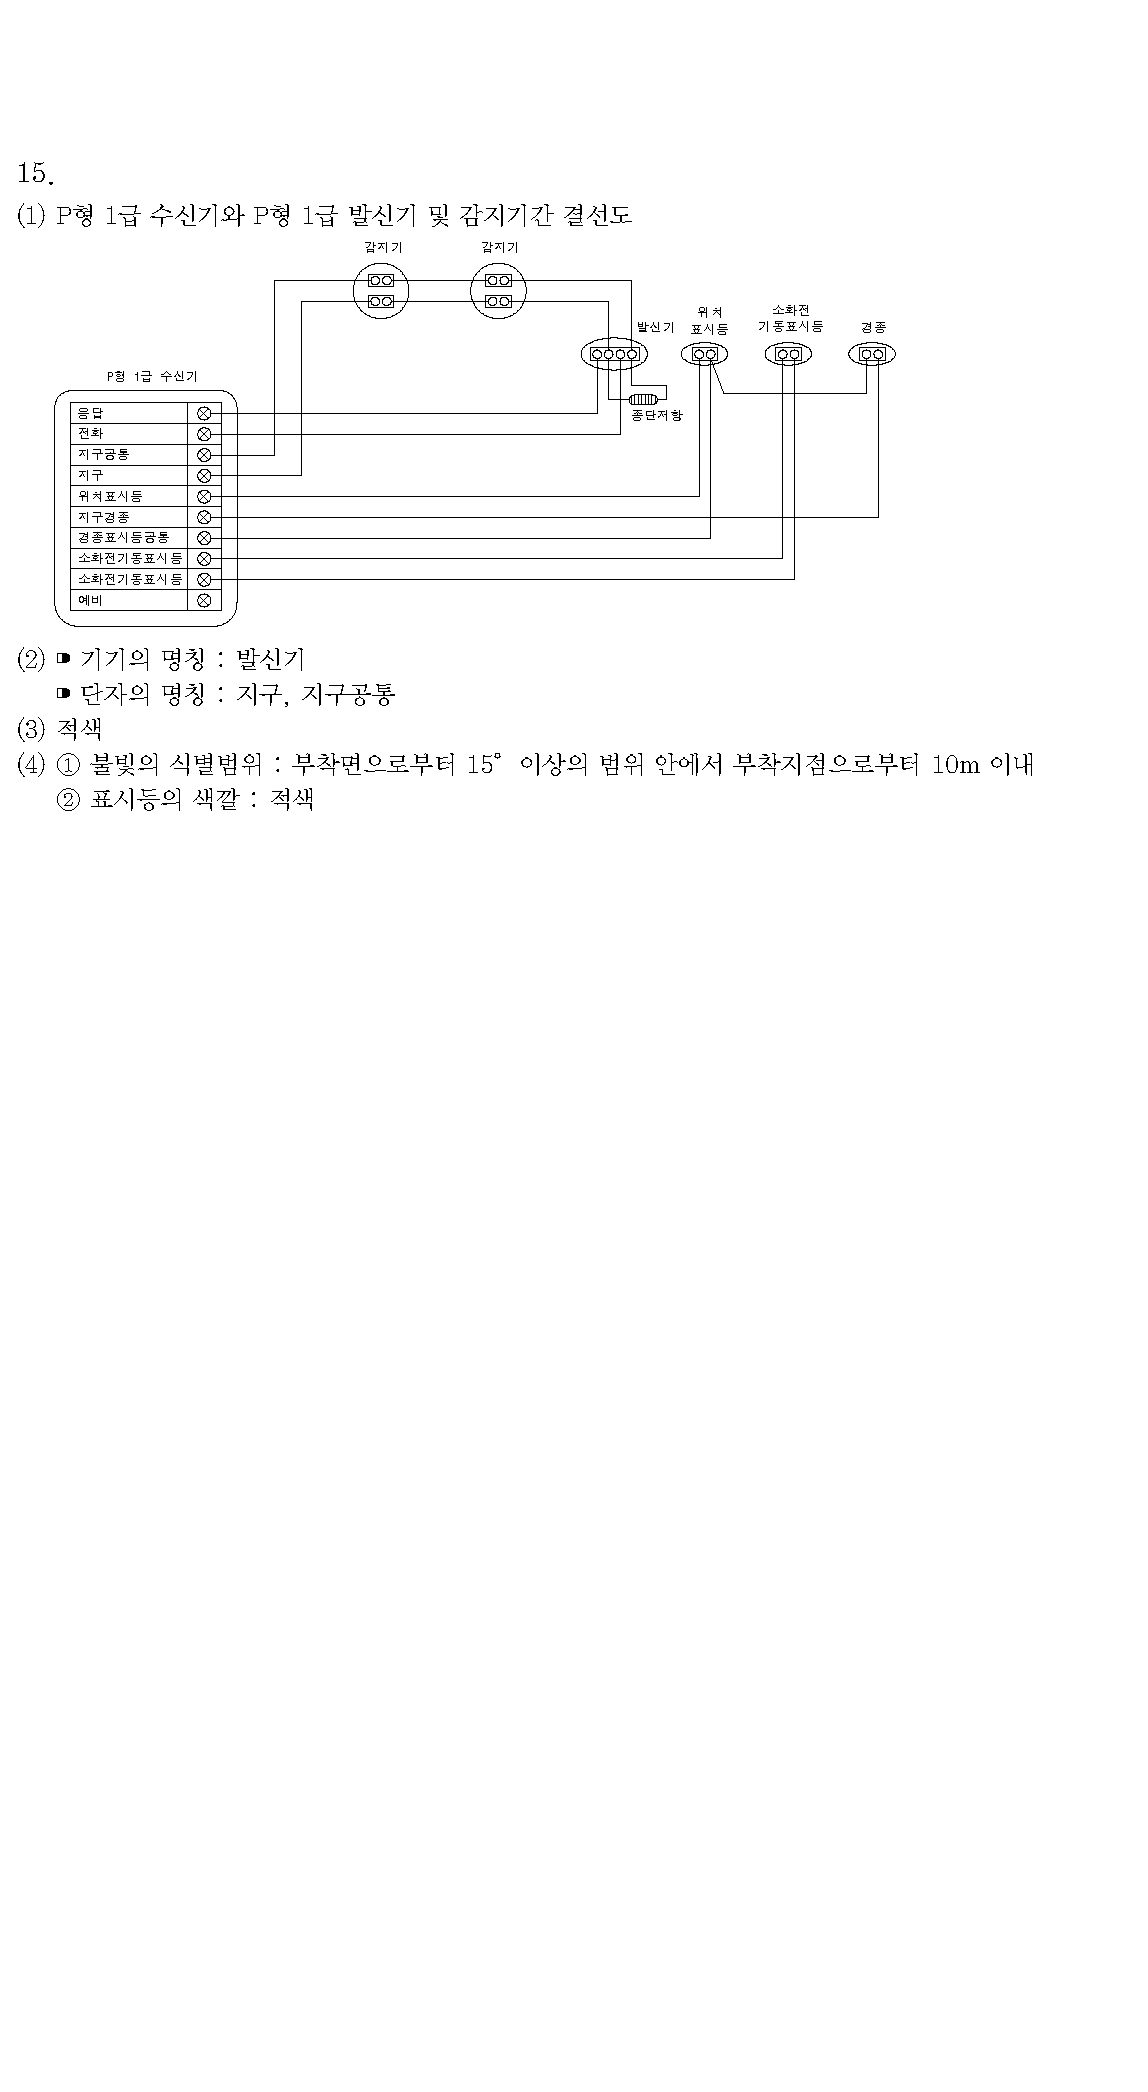 15.
(1) P형 1급 수신기와 P형 1급 발신기 및 감지기간 결선도
감지기 감지기
발신기
위치
표시등
소화전
기동표시등
경종
P형 1급 수신기
종단저항
응답
전화
지구공통
지구
위치표시등
지구경종
경종표시등공통
소화전기동표시등
소화전기동표시등
예비
(2) ➠ 기기의 명칭 : 발신기
➠ 단자의 명칭 : 지구, 지구공통
(3) 적색
(4) ① 불빛의 식별범위 : 부착면으로부터 15° 이상의 범위 안에서 부착지점으로부터 10m 이내
② 표시등의 색깔 : 적색